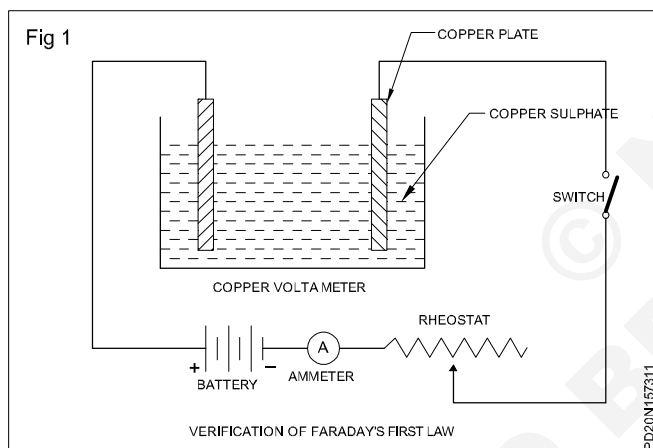 Fig 1
COPPER PLATE
COPPER SULPHATE
SWITCH
COPPER VOLTA METER
RHEOSTAT
A
+
–
BATTERY
AMMETER
VERIFICATION OF FARADAY'S FIRST LAW
PD20N157311
©